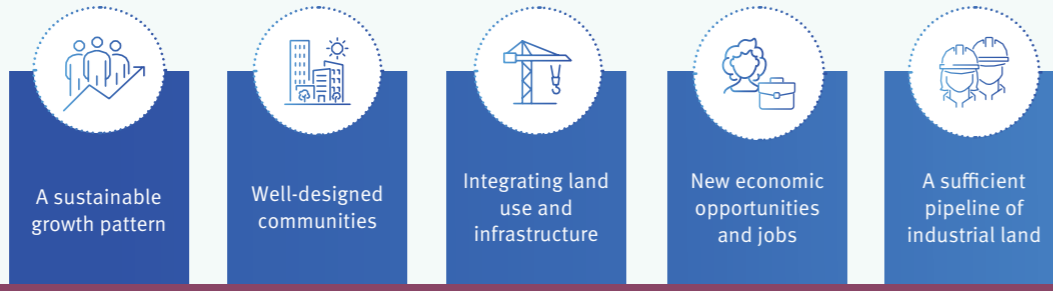 A sustainable
growth pattern
Well-designed
communities
Integrating land
use and
infrastructure
New economic
opportunities
and jobs
A sufficient
pipeline of
industrial land